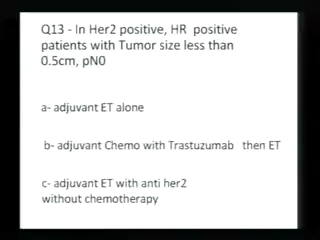 Q13 - In Her2 positive, HR positive
patients with Tumor size less than
0.5cm, pN0
a- adjuvant ET alone
b- adjuvant Chemo with Trastuzumab then ET
c- adjuvant ET with anti her2
without chemotherapy